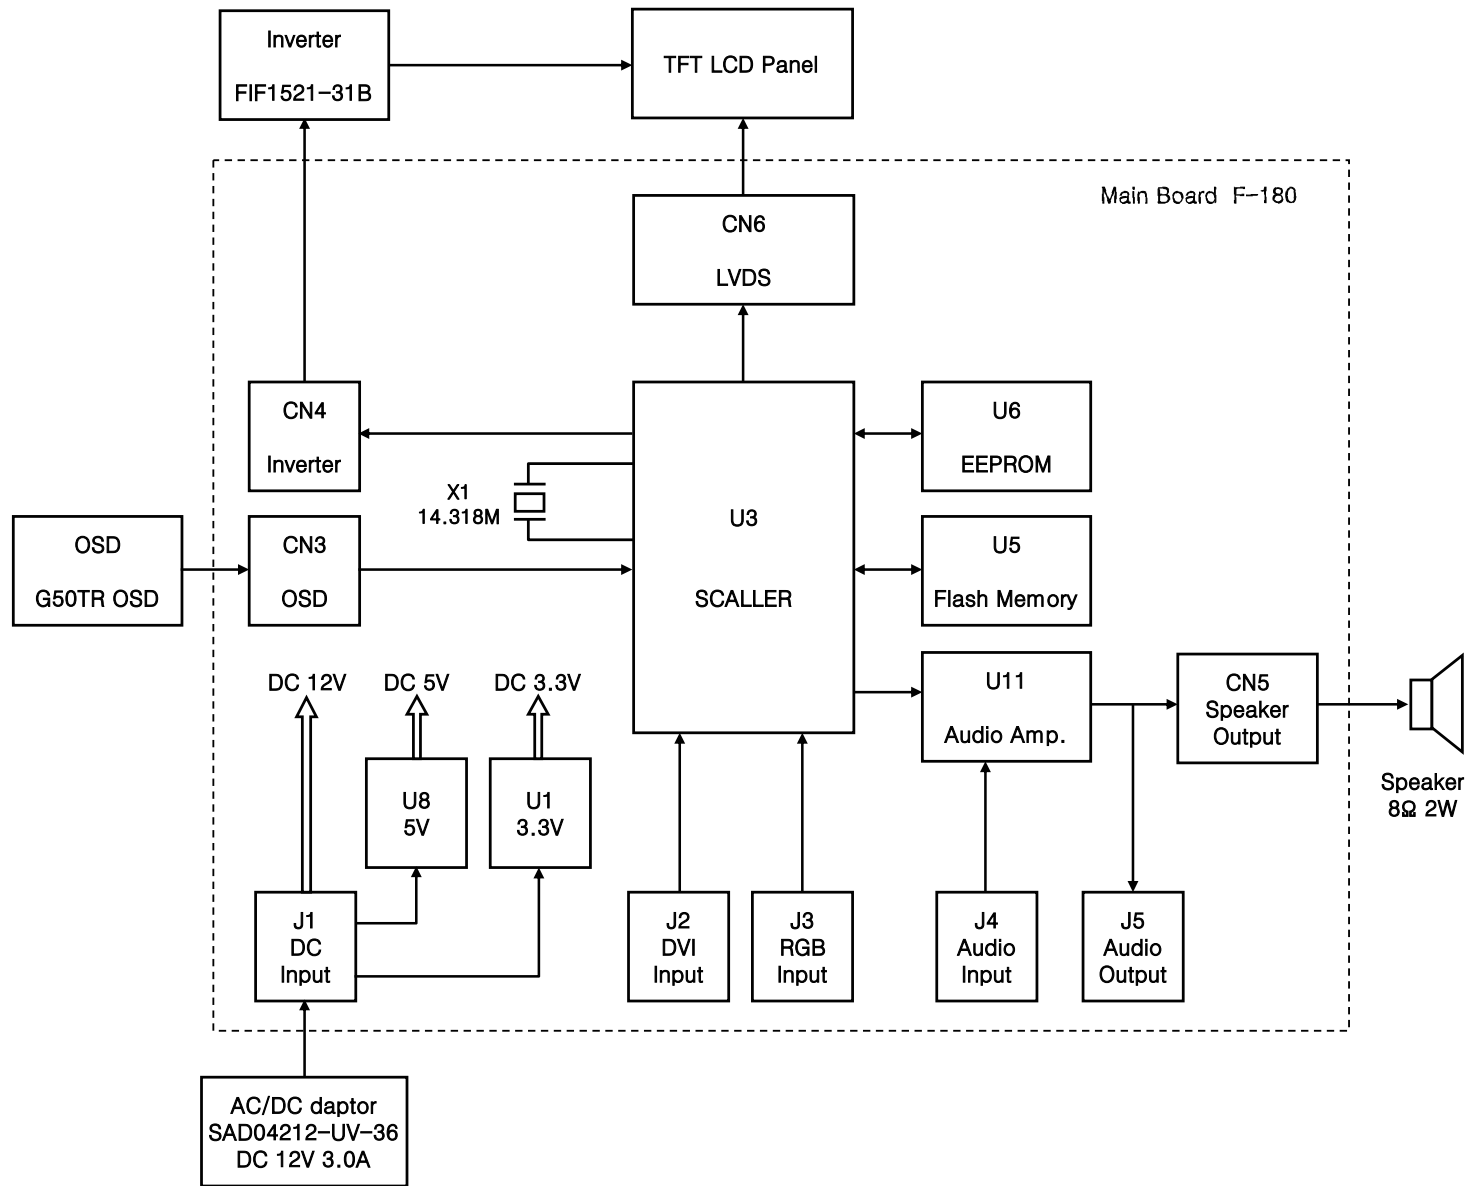 Inverter
FIF1521-31B
TFT LCD Panel
Main Board F-180
CN6
LVDS
CN4
Inverter
X1
14.318M
U3
SCALLER
U6
EEPROM
OSD
G50TR OSD
CN3
OSD
U5
Flash Memory
DC 12V
DC 5V
DC 3.3V
U11
Audio Amp.
CN5
Speaker
Output
Speaker
8Ω 2W
U8
5V
U1
3.3V
J1
DC
Input
J2
DVI
Input
J3
RGB
Input
J4
Audio
Input
J5
Audio
Output
AC/DC daptor
SAD04212-UV-36
DC 12V 3.0A